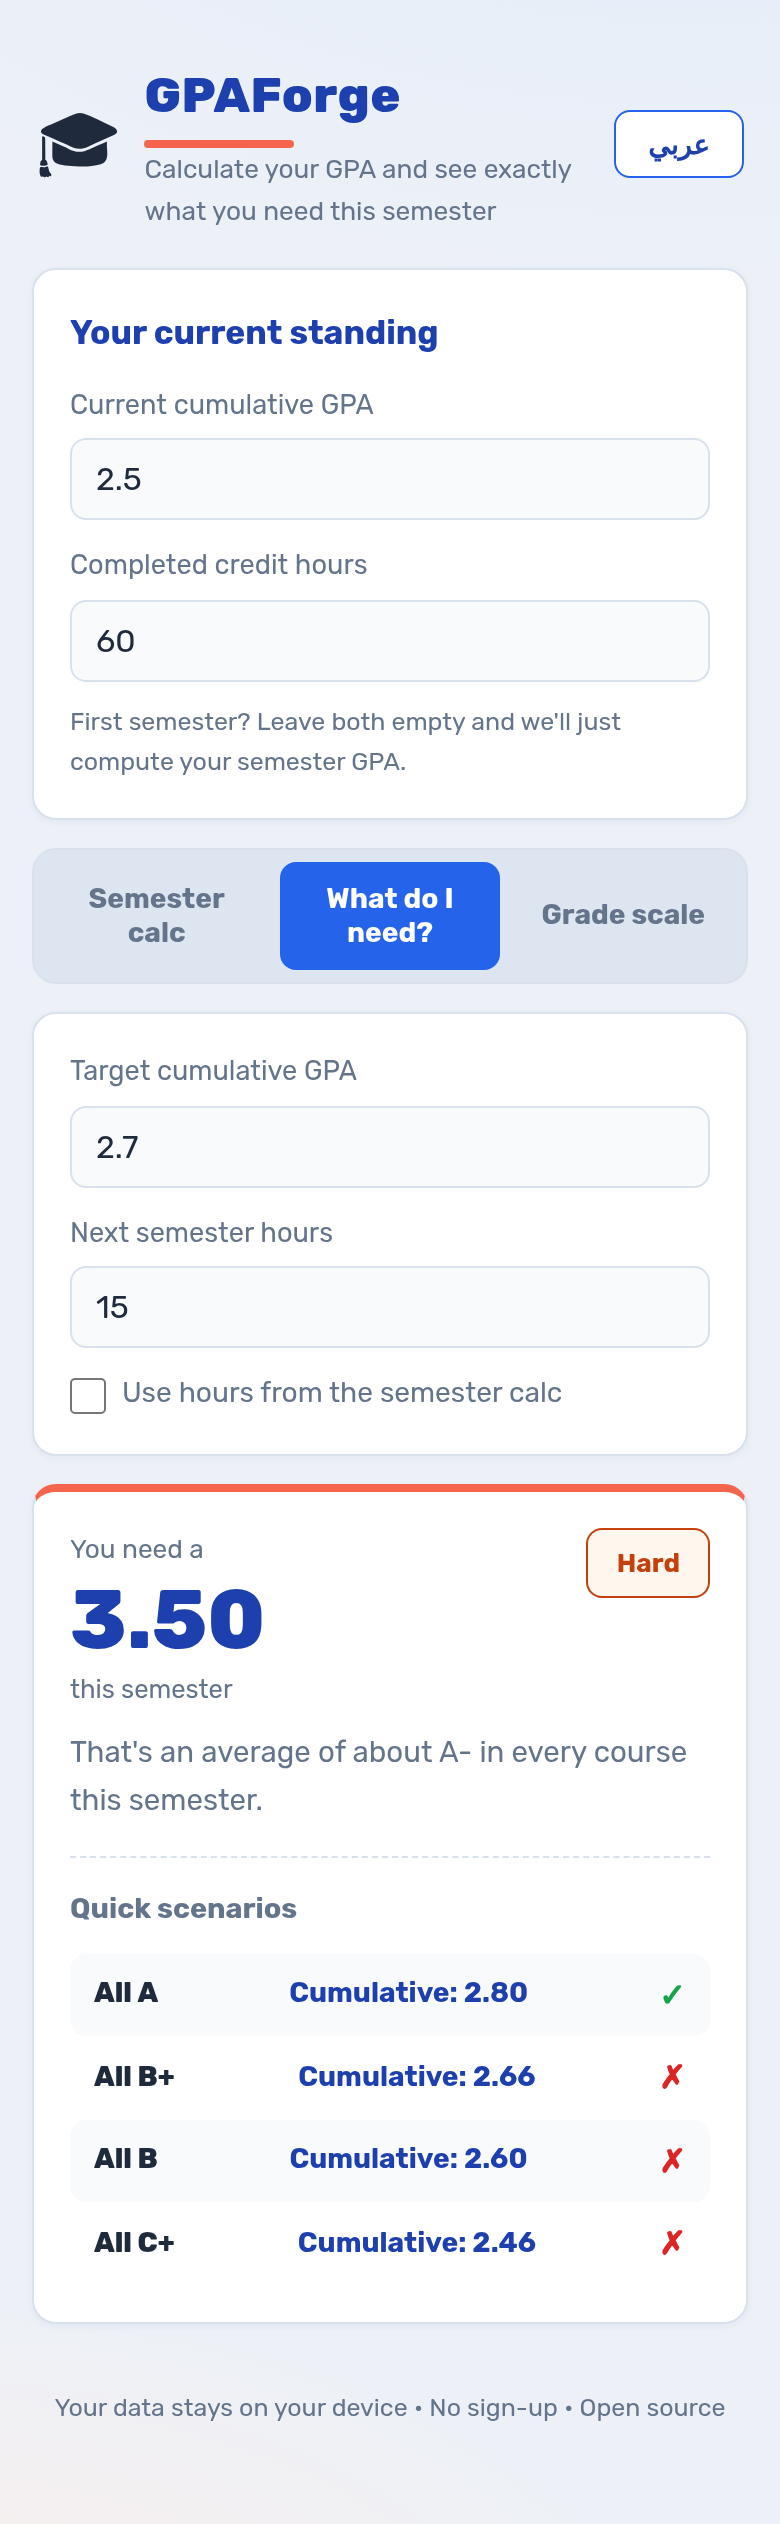 GPAForge
Calculate your GPA and see exactly
what you need this semester
عربي
Your current standing
Current cumulative GPA
2.5
Completed credit hours
60
First semester? Leave both empty and we'll just
compute your semester GPA.
Semester
calc
What do I
need?
Grade scale
Target cumulative GPA
2.7
Next semester hours
15
Use hours from the semester calc
You need a
Hard
3.50
this semester
That's an average of about A- in every course
this semester.
Quick scenarios
All A Cumulative: 2.80 ✓
All B+ Cumulative: 2.66 ✗
All B Cumulative: 2.60 ✗
All C+ Cumulative: 2.46 ✗
Your data stays on your device • No sign-up • Open source